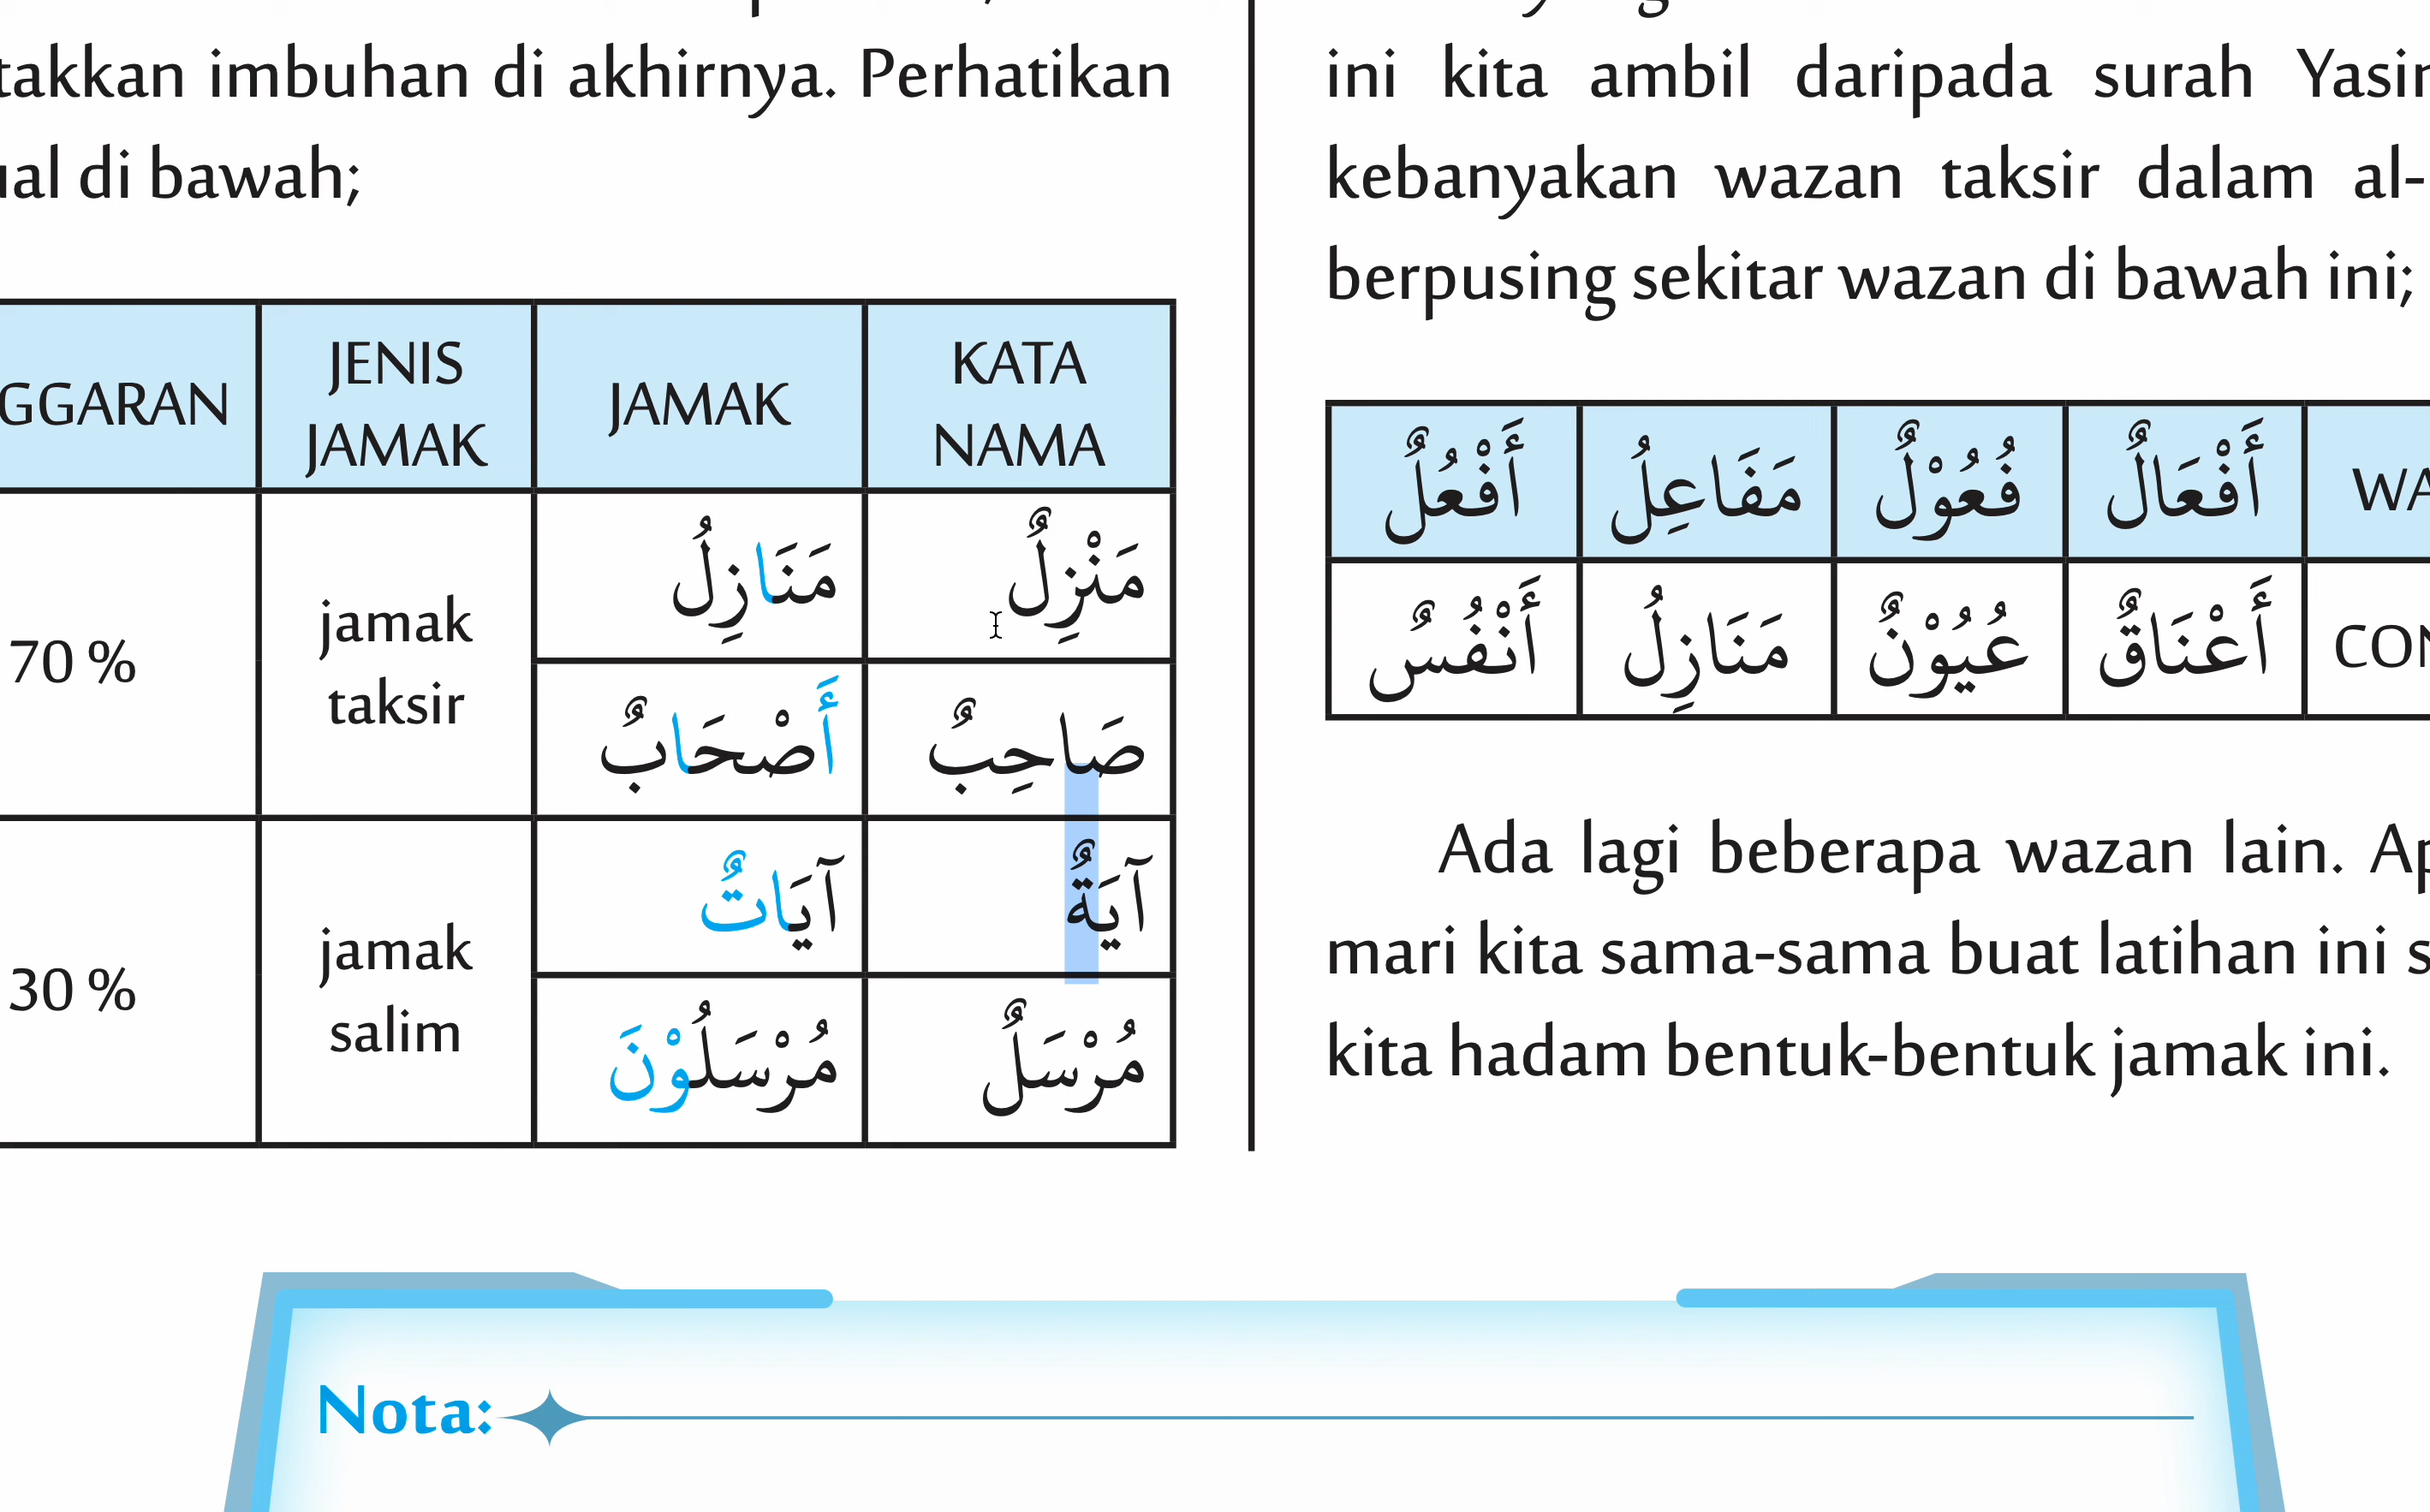 takkan imbuhan di akhirnya. Perhatikan
ual di bawah;
GGARAN JENIS JAMAK JAMAK KATA NAMA
70 % jamak taksir مَنَازِلُ مَنْزِلٌ
أَصْحَابٌ صَاحِبٌ
30 % jamak salim آيَاتٌ آيَةٌ
مُرْسَلُوْنَ مُرْسَلٌ
ini kita ambil daripada surah Yasin
kebanyakan wazan taksir dalam al-
berpusing sekitar wazan di bawah ini;
أَفْعُلٌ مَفَاعِلُ فُعُوْلٌ أَفْعَالٌ WA
أَنْفُسٌ مَنَازِلُ عُيُوْنٌ أَعْنَاقٌ CON
Ada lagi beberapa wazan lain. Ap
mari kita sama-sama buat latihan ini s
kita hadam bentuk-bentuk jamak ini.
Nota: